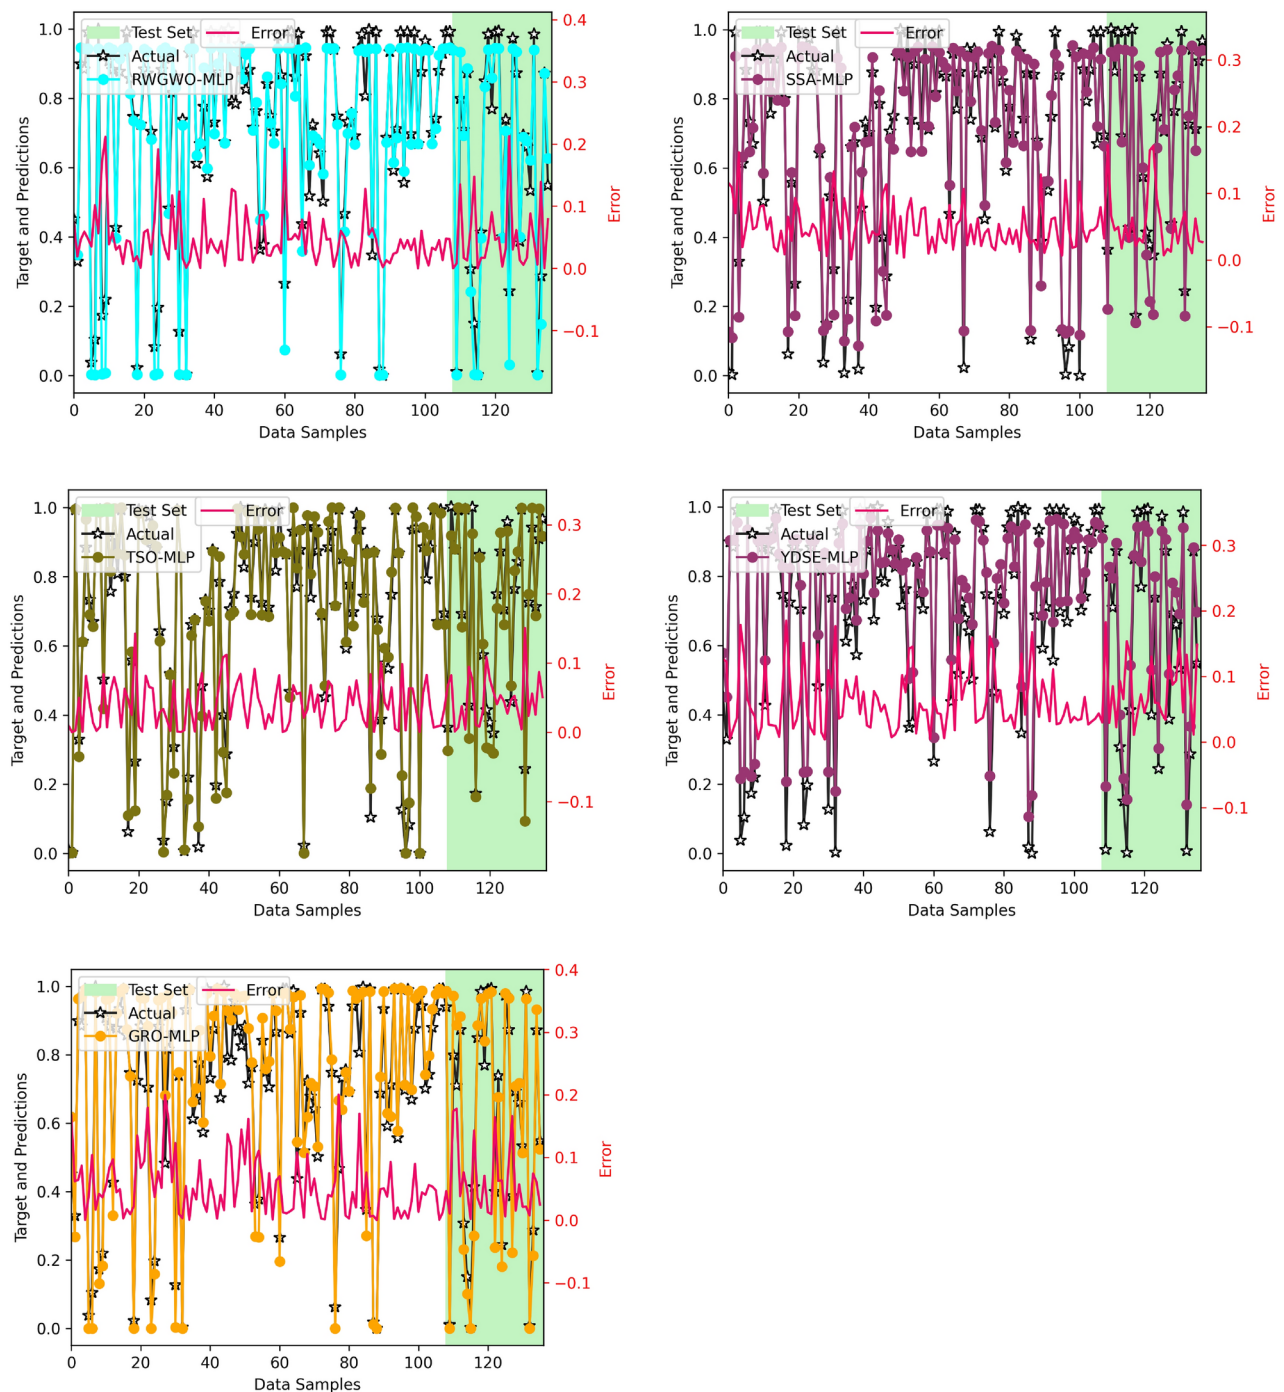 Test Set Error
Actual
RWGWO-MLP
1.0
0.8
0.6
0.4
0.2
0.0
Target and Predictions
0 20 40 60 80 100 120
Data Samples
0.4
0.3
0.2
0.1
0.0
−0.1
Error
Test Set Error
Actual
SSA-MLP
1.0
0.8
0.6
0.4
0.2
0.0
Target and Predictions
0 20 40 60 80 100 120
Data Samples
0.3
0.2
0.1
0.0
−0.1
Error
Test Set Error
Actual
TSO-MLP
1.0
0.8
0.6
0.4
0.2
0.0
Target and Predictions
0 20 40 60 80 100 120
Data Samples
0.3
0.2
0.1
0.0
−0.1
Error
Test Set Error
Actual
YDSE-MLP
1.0
0.8
0.6
0.4
0.2
0.0
Target and Predictions
0 20 40 60 80 100 120
Data Samples
0.3
0.2
0.1
0.0
−0.1
Error
Test Set Error
Actual
GRO-MLP
1.0
0.8
0.6
0.4
0.2
0.0
Target and Predictions
0 20 40 60 80 100 120
Data Samples
0.4
0.3
0.2
0.1
0.0
−0.1
Error